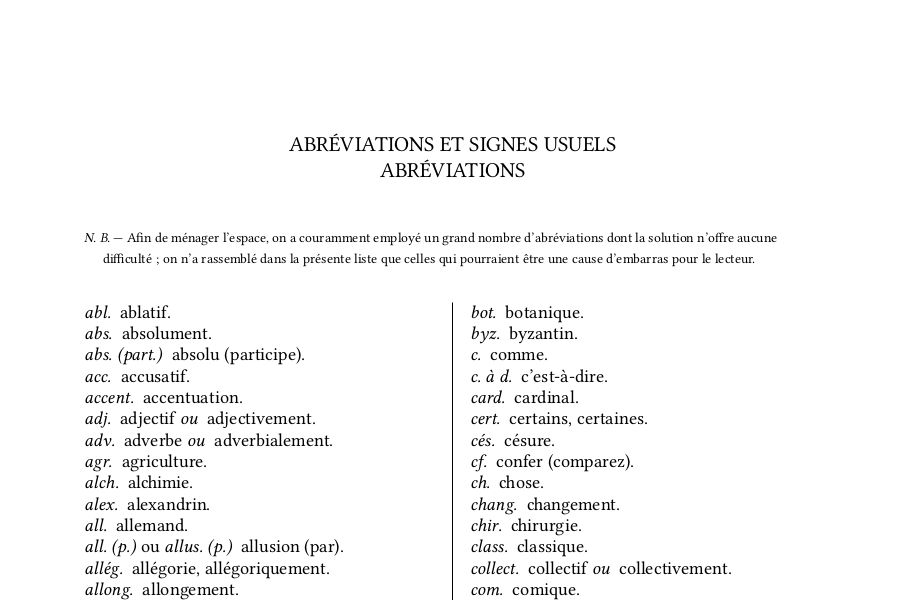 ABRÉVIATIONS ET SIGNES USUELS
ABRÉVIATIONS
N. B. — Afin de ménager l’espace, on a couramment employé un grand nombre d’abréviations dont la solution n’offre aucune
difficulté ; on n’a rassemblé dans la présente liste que celles qui pourraient être une cause d’embarras pour le lecteur.
abl. ablatif.
abs. absolument.
abs. (part.) absolu (participe).
acc. accusatif.
accent. accentuation.
adj. adjectif ou adjectivement.
adv. adverbe ou adverbialement.
agr. agriculture.
alch. alchimie.
alex. alexandrin.
all. allemand.
all. (p.) ou allus. (p.) allusion (par).
allég. allégorie, allégoriquement.
allong. allongement.
bot. botanique.
byz. byzantin.
c. comme.
c. à d. c’est-à-dire.
card. cardinal.
cert. certains, certaines.
cés. césure.
cf. confer (comparez).
ch. chose.
chang. changement.
chir. chirurgie.
class. classique.
collect. collectif ou collectivement.
com. comique.